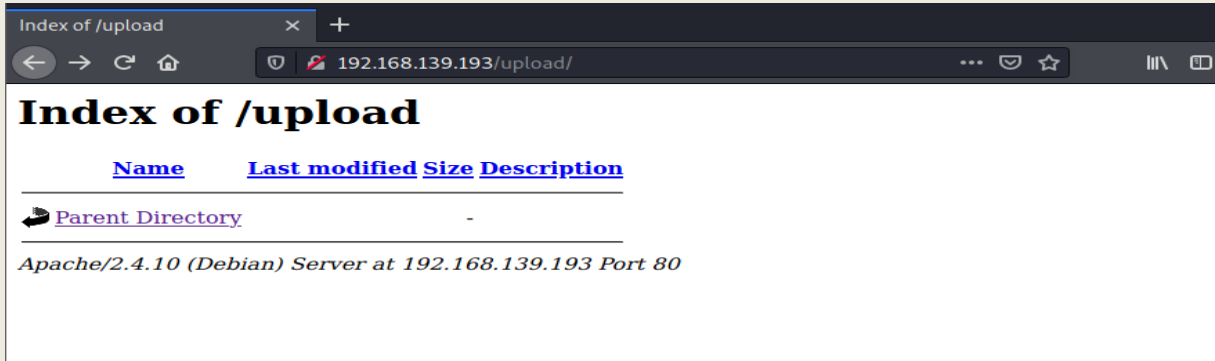 Index of /upload
192.168.139.193/upload/
Index of /upload
Name Last modified Size Description
Parent Directory -
Apache/2.4.10 (Debian) Server at 192.168.139.193 Port 80